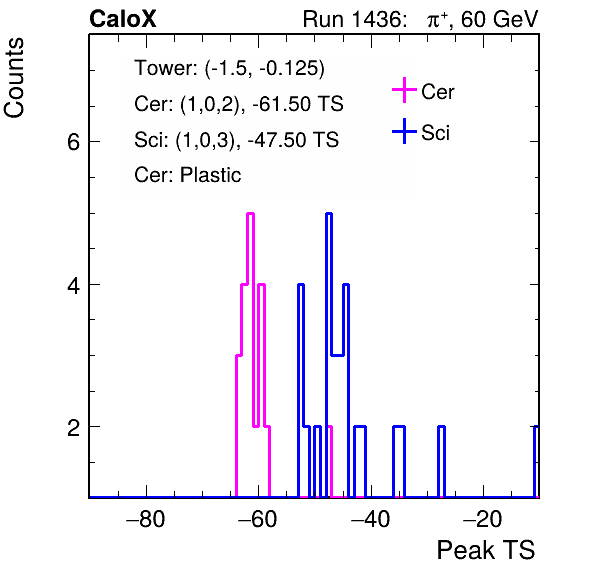 CaloX Run 1436: π⁺, 60 GeV
Counts
Tower: (-1.5, -0.125)
Cer: (1,0,2), -61.50 TS
Sci: (1,0,3), -47.50 TS
Cer: Plastic
Cer
Sci
6
4
2
−80 −60 −40 −20
Peak TS